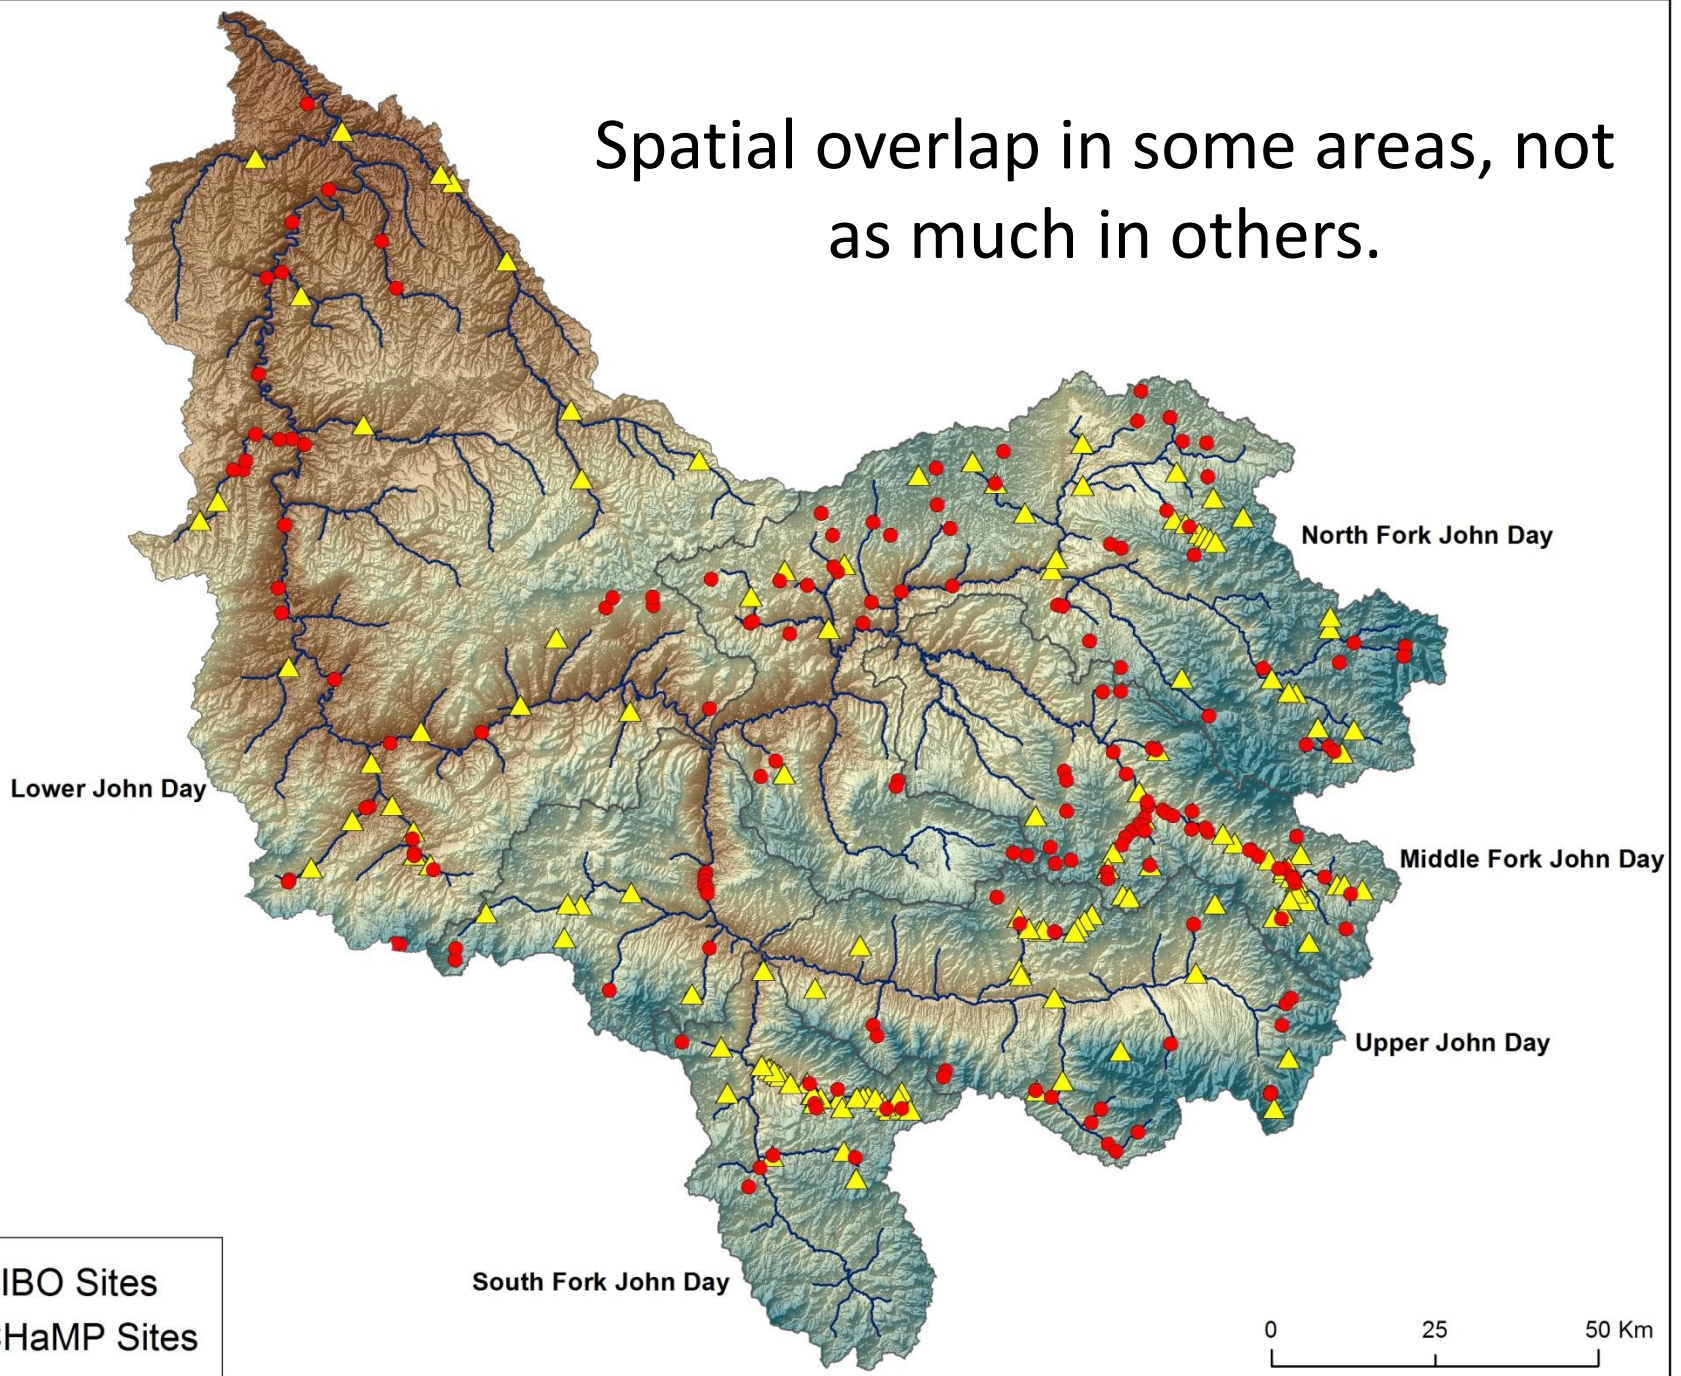 Spatial overlap in some areas, not
as much in others.
North Fork John Day
Lower John Day
Middle Fork John Day
Upper John Day
South Fork John Day
IBO Sites
HaMP Sites
0 25 50 Km